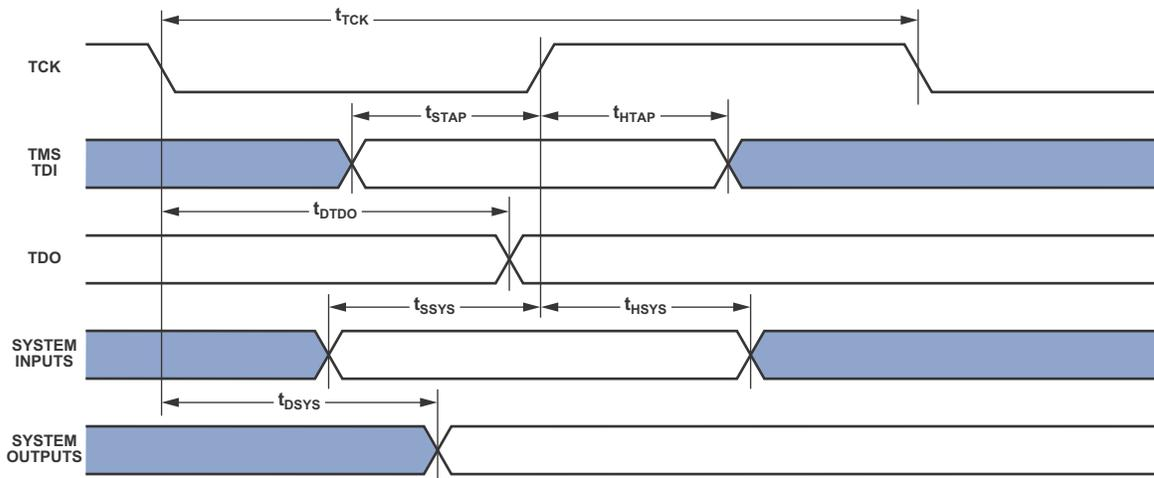 tTCK
TCK
tSTAP
tHTAP
TMS
TDI
tDTDO
TDO
tSSYS
tHSYS
SYSTEM
INPUTS
tDSYS
SYSTEM
OUTPUTS